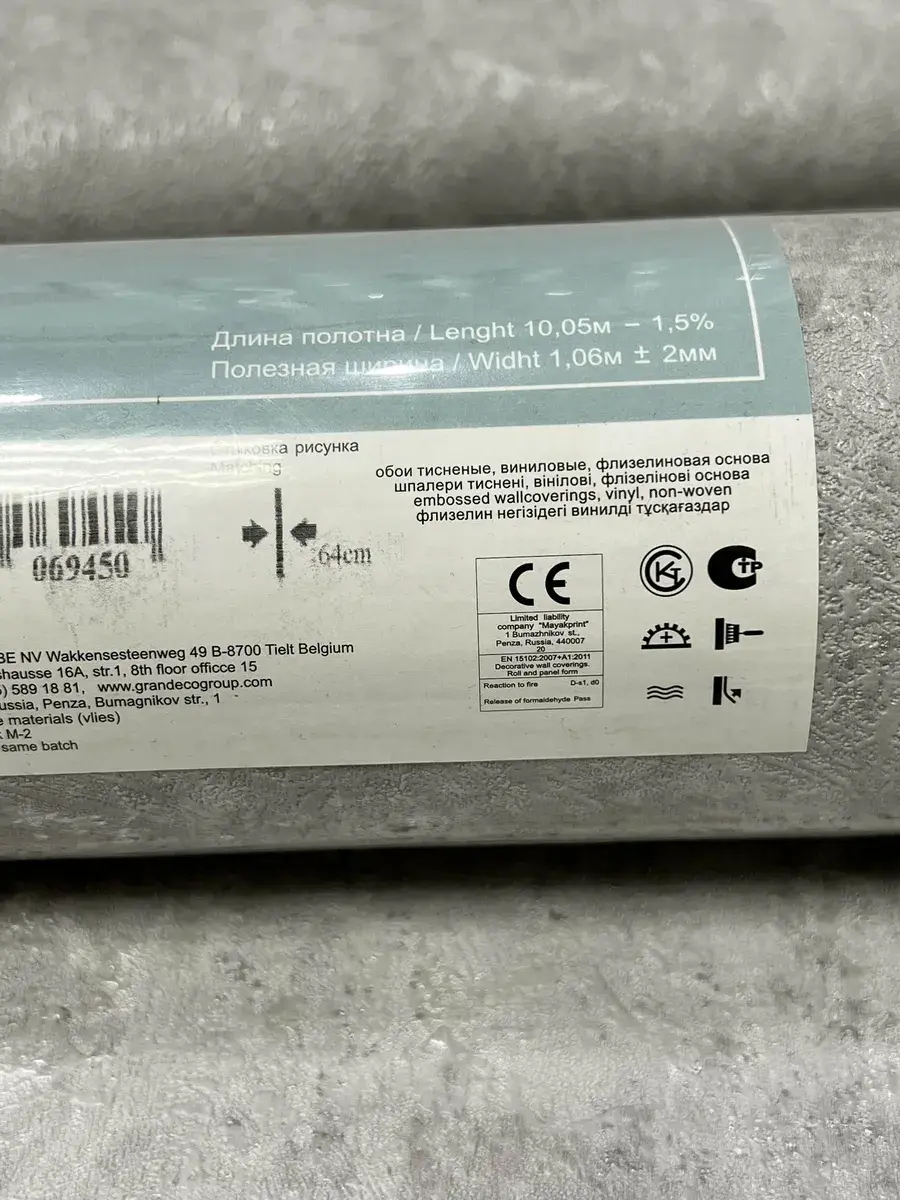 Длина полотна / Lenght 10,05м – 1,5%
Полезная ширина / Widht 1,06м ± 2мм
рисунка
Matching
обои тисненые, виниловые, флизелиновая основа
шпалери тиснені, вінілові, флізелінові основа
embossed wallcoverings, vinyl, non-woven
флизелин негізідегі винилді тұсқағаздар
64cm
069450
CE
Limited liability
company "Mayakprint"
1 Bumazhnikov st.,
Penza, Russia, 440007
20
EN 15102:2007+A1:2011
Decorative wall coverings.
Roll and panel form
Reaction to fire D-s1, d0
Release of formaldehyde Pass
BE NV Wakkensesteenweg 49 B-8700 Tielt Belgium
shausse 16A, str.1, 8th floor officce 15
) 589 18 81, www.grandecogroup.com
ussia, Penza, Bumagnikov str., 1
e materials (vlies)
M-2
same batch